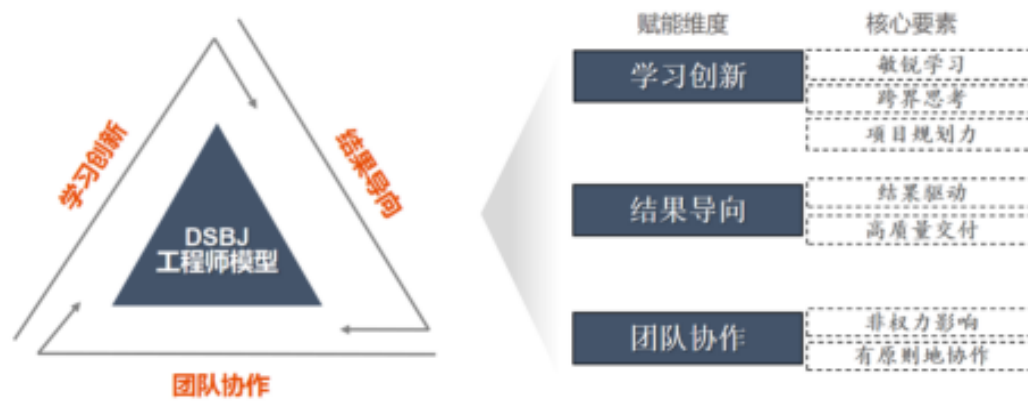 学习创新
结果导向
DSBJ
工程师模型
团队协作
赋能维度
核心要素
学习创新
敏锐学习
跨界思考
项目规划力
结果导向
结果驱动
高质量交付
团队协作
非权力影响
有原则地协作